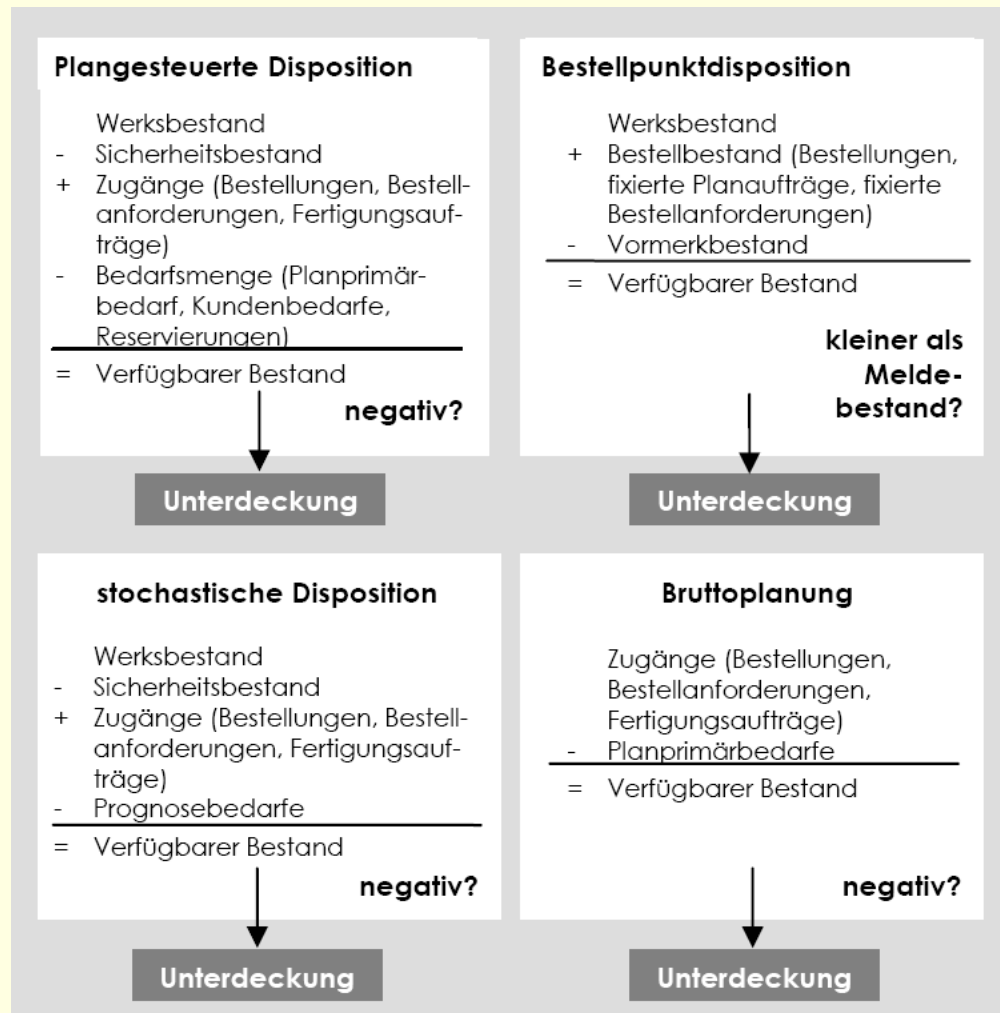 Plangesteuerte Disposition
Werksbestand
- Sicherheitsbestand
+ Zugänge (Bestellungen, Bestell-
anforderungen, Fertigungsauf-
träge)
- Bedarfsmenge (Planprimär-
bedarf, Kundenbedarfe,
Reservierungen)
= Verfügbarer Bestand
negativ?
Unterdeckung
Bestellpunktdisposition
Werksbestand
+ Bestellbestand (Bestellungen,
fixierte Planaufträge, fixierte
Bestellanforderungen)
- Vormerkbestand
= Verfügbarer Bestand
kleiner als
Melde-
bestand?
Unterdeckung
stochastische Disposition
Werksbestand
- Sicherheitsbestand
+ Zugänge (Bestellungen, Bestell-
anforderungen, Fertigungsauf-
träge)
- Prognosebedarfe
= Verfügbarer Bestand
negativ?
Unterdeckung
Bruttoplanung
Zugänge (Bestellungen,
Bestellanforderungen,
Fertigungsaufträge)
- Planprimärbedarfe
= Verfügbarer Bestand
negativ?
Unterdeckung